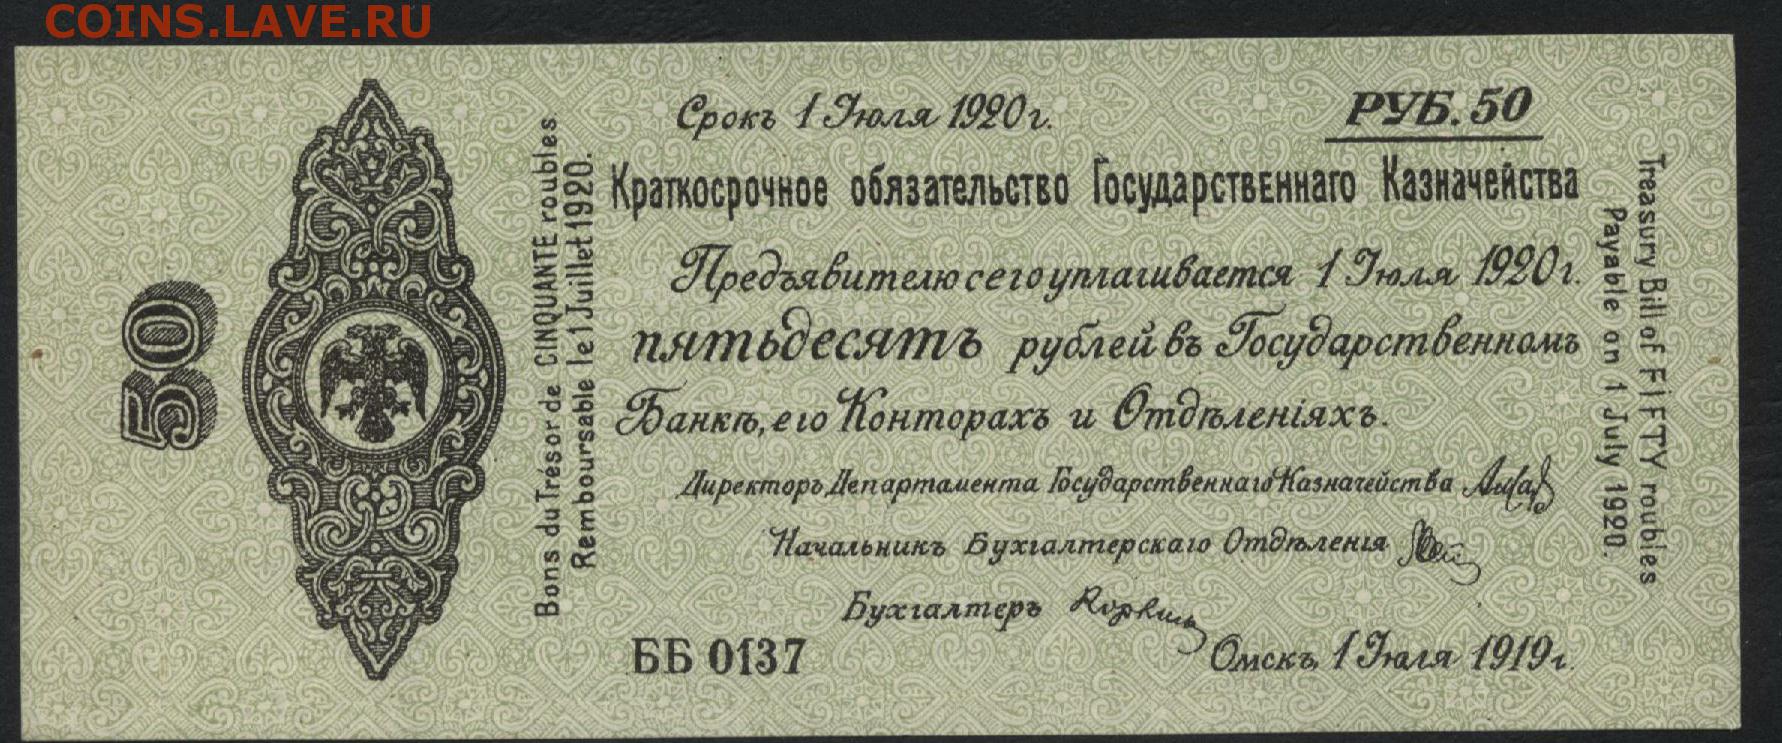 COINS.LAVE.RU
50
Bons du Trésor de CINQUANTE roubles
Remboursable le 1 Juillet 1920.
Срокъ 1 Іюля 1920 г.
РУБ. 50
Краткосрочное обязательство Государственнаго Казначейства
Предъявителю сего уплачивается 1 Іюля 1920 г.
пятьдесятъ рублей въ Государственномъ
Банкѣ, его Конторахъ и Отдѣленіяхъ.
Директоръ Департамента Государственнаго Казначейства
Начальникъ Бухгалтерскаго Отдѣленія
Бухгалтеръ
ББ 0137
Омскъ, 1 Іюля 1919 г.
Treasury Bill of FIFTY roubles
Payable on 1 July 1920.